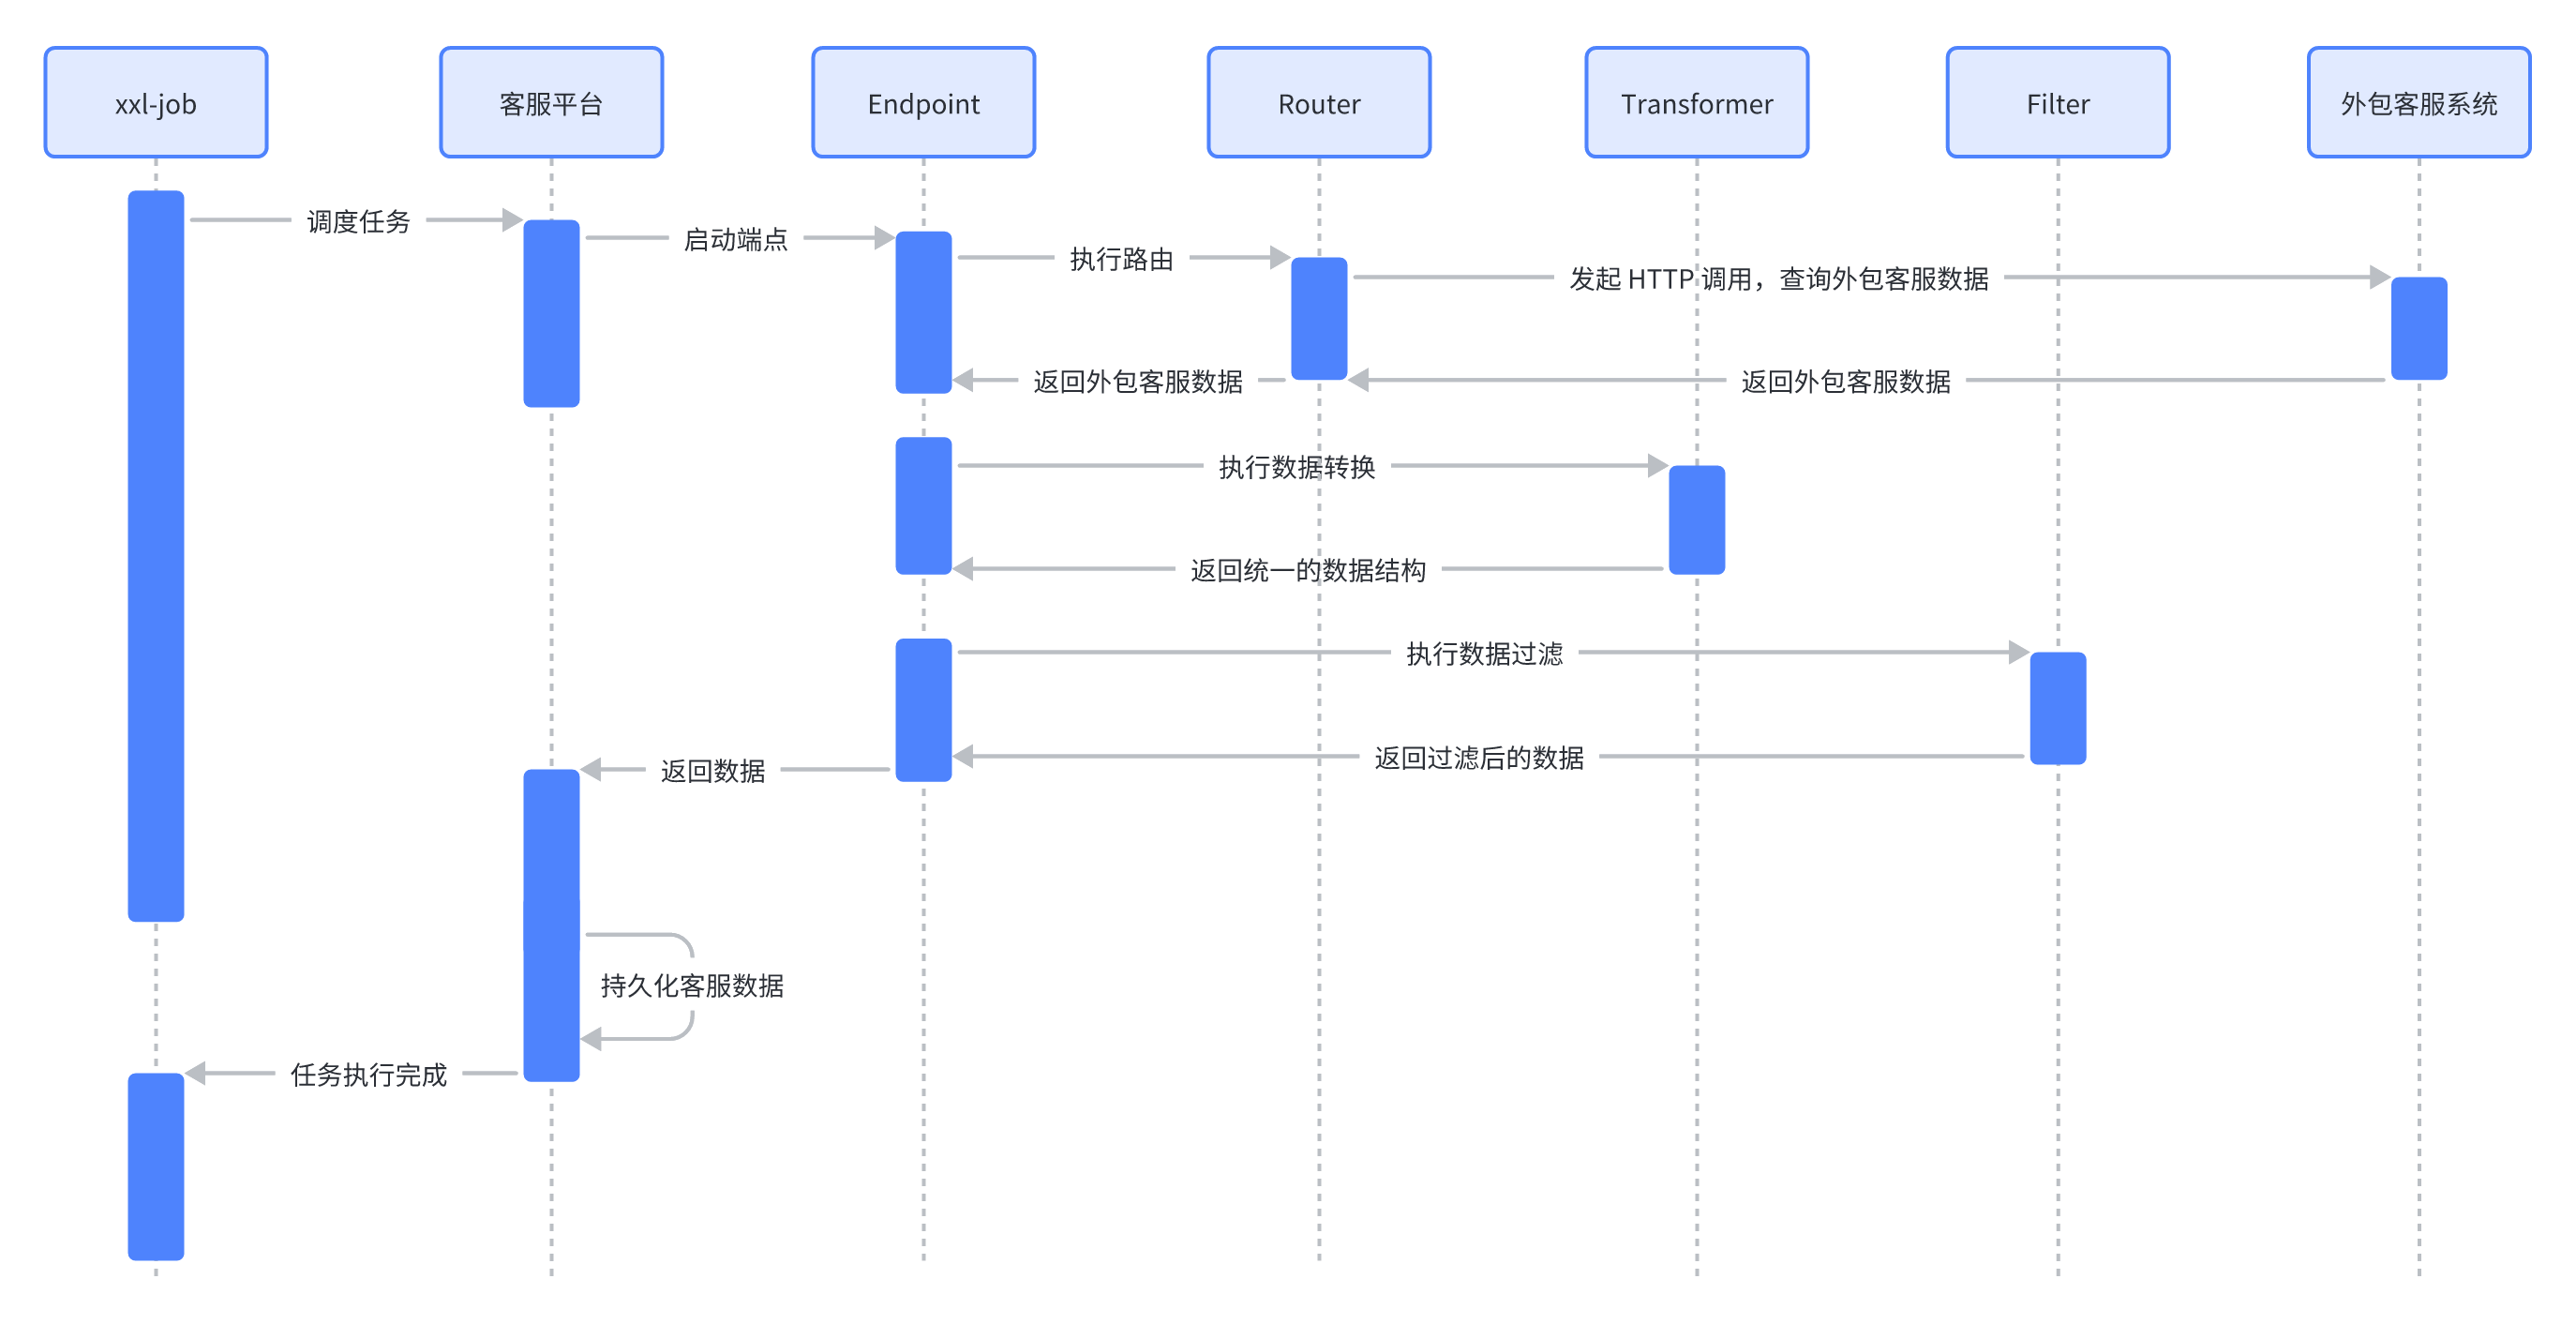 xxl-job
客服平台
Endpoint
Router
Transformer
Filter
外包客服系统
调度任务
启动端点
执行路由
发起 HTTP 调用，查询外包客服数据
返回外包客服数据
返回外包客服数据
执行数据转换
返回统一的数据结构
执行数据过滤
返回过滤后的数据
返回数据
持久化客服数据
任务执行完成